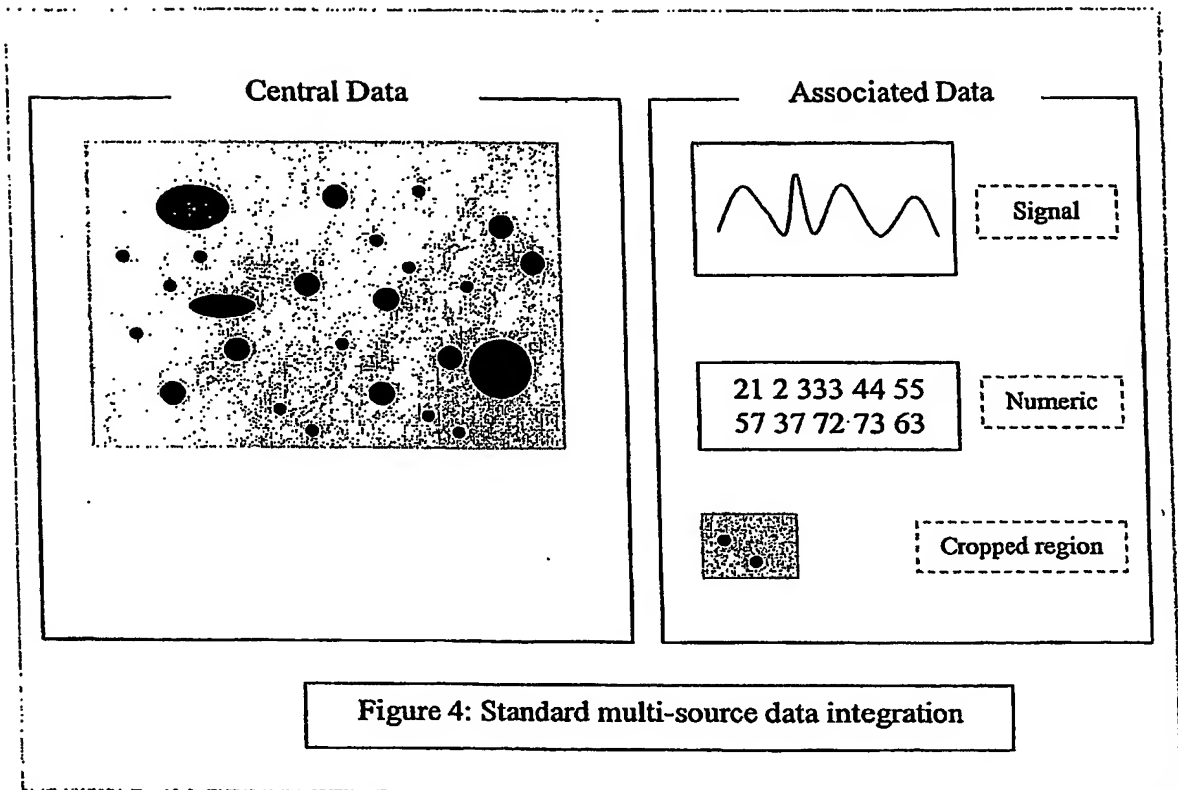 Central Data
Associated Data
Signal
21 2 333 44 55
57 37 72 73 63
Numeric
Cropped region
Figure 4: Standard multi-source data integration